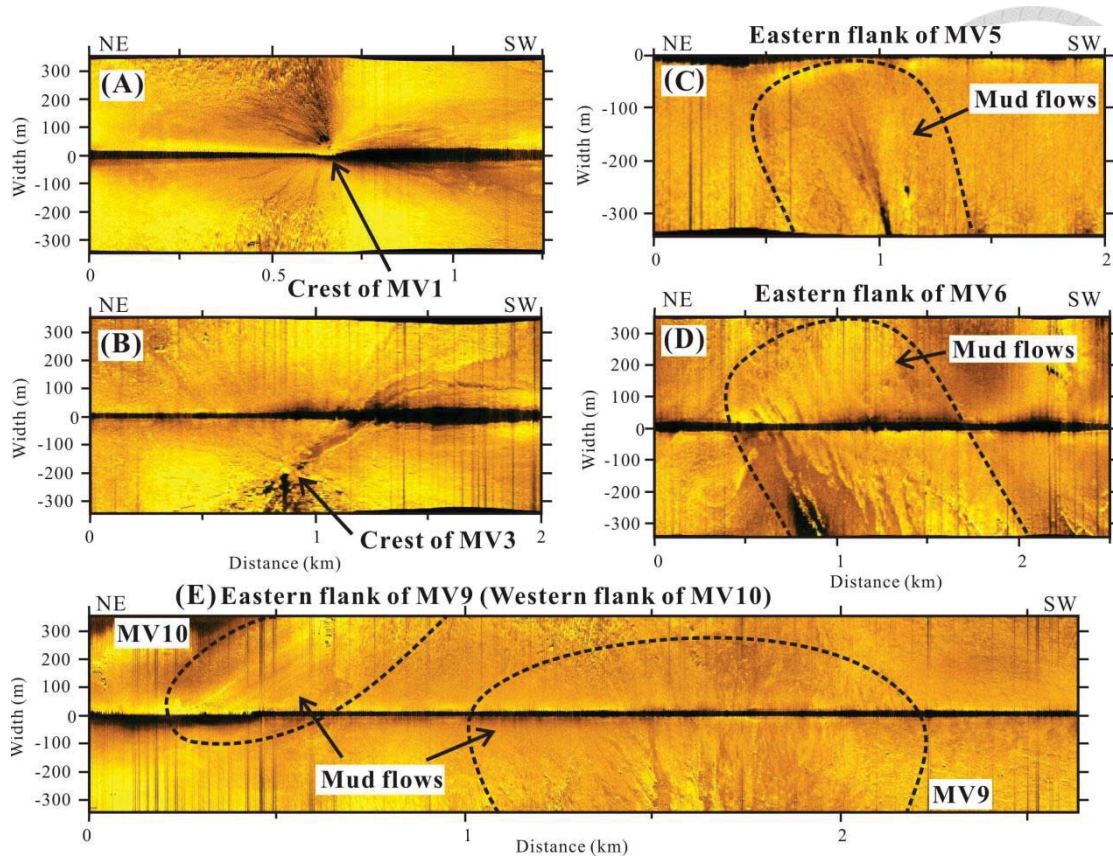 NE SW
(A)
Width (m)
300
200
100
0
-100
-200
-300
0 0.5 1
Crest of MV1
(B)
Width (m)
300
200
100
0
-100
-200
-300
0 1 2
Distance (km)
Crest of MV3
Eastern flank of MV5
NE SW
(C)
Mud flows
Width (m)
0
-100
-200
-300
0 1 2
Eastern flank of MV6
NE SW
(D)
Mud flows
Width (m)
300
200
100
0
-100
-200
-300
0 1 2
Distance (km)
(E) Eastern flank of MV9 (Western flank of MV10)
NE SW
MV10
Width (m)
300
200
100
0
-100
-200
-300
Mud flows
MV9
0 1 2
Distance (km)